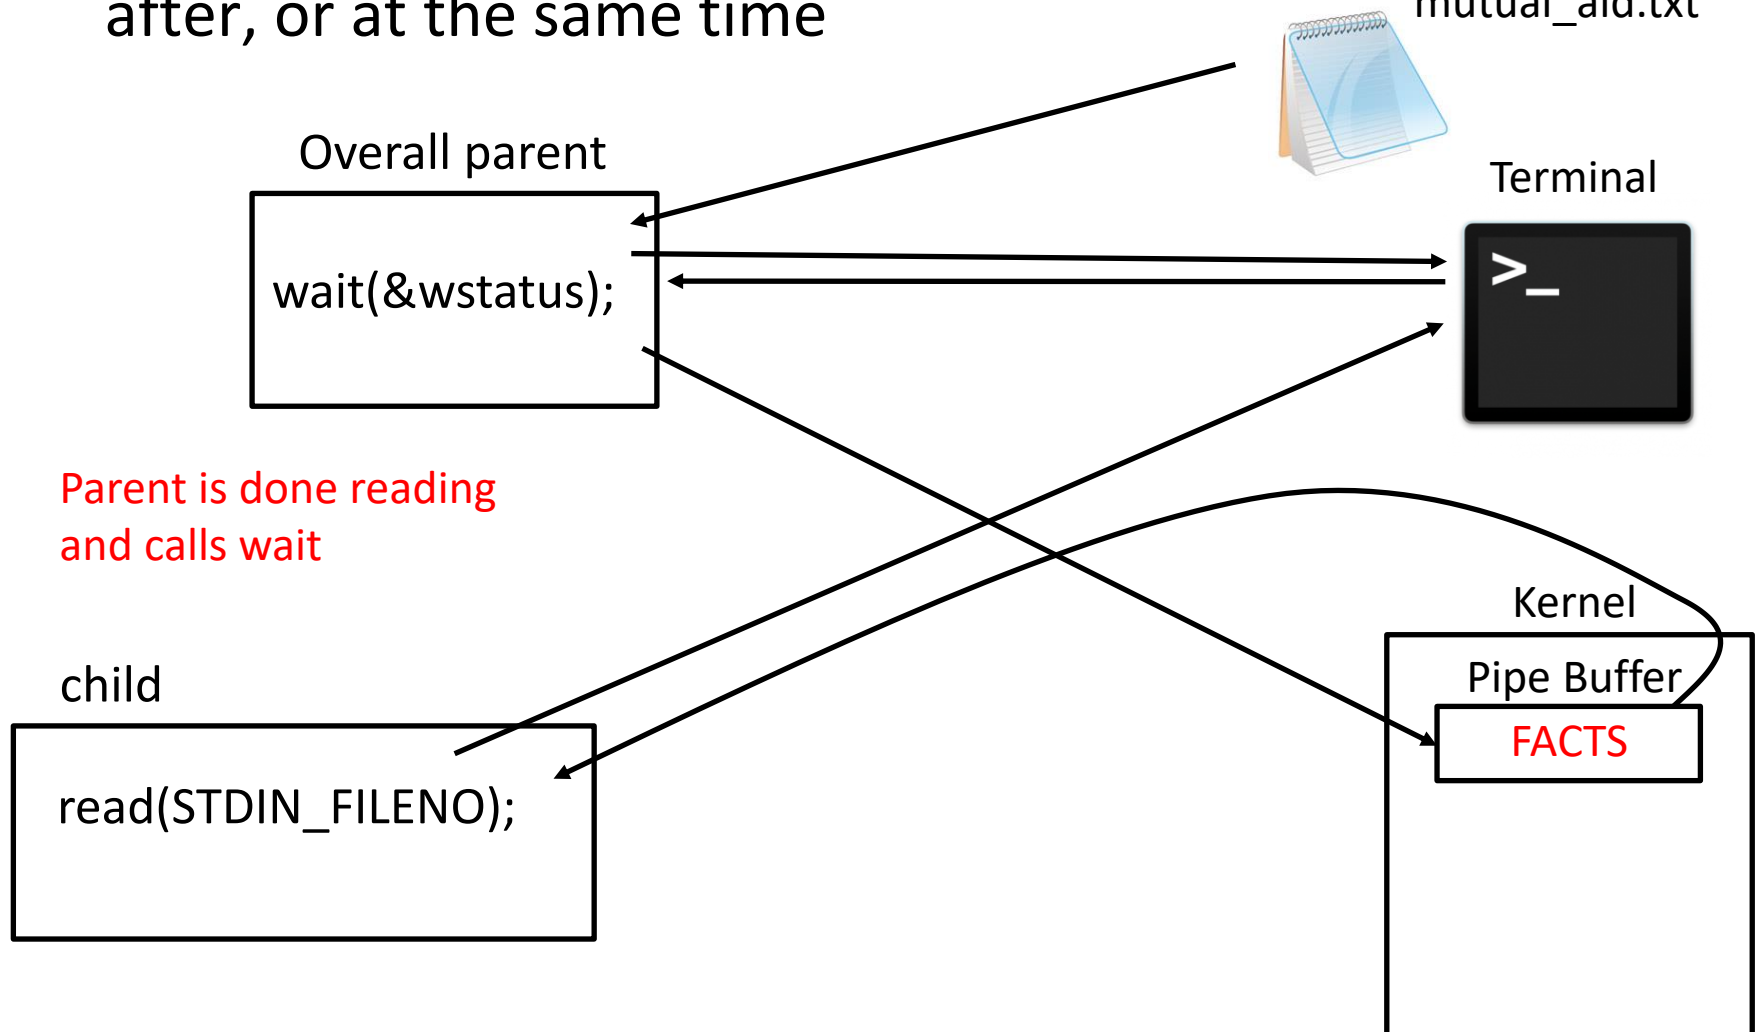 after, or at the same time
mutual_aid.txt
Overall parent
Terminal
wait(&wstatus);
>_
Parent is done reading
and calls wait
Kernel
child
Pipe Buffer
FACTS
read(STDIN_FILENO);